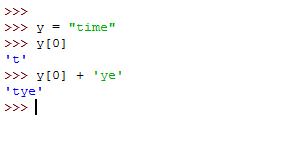 >>>
>>> y = "time"
>>> y[0]
't'
>>> y[0] + 'ye'
'tye'
>>>